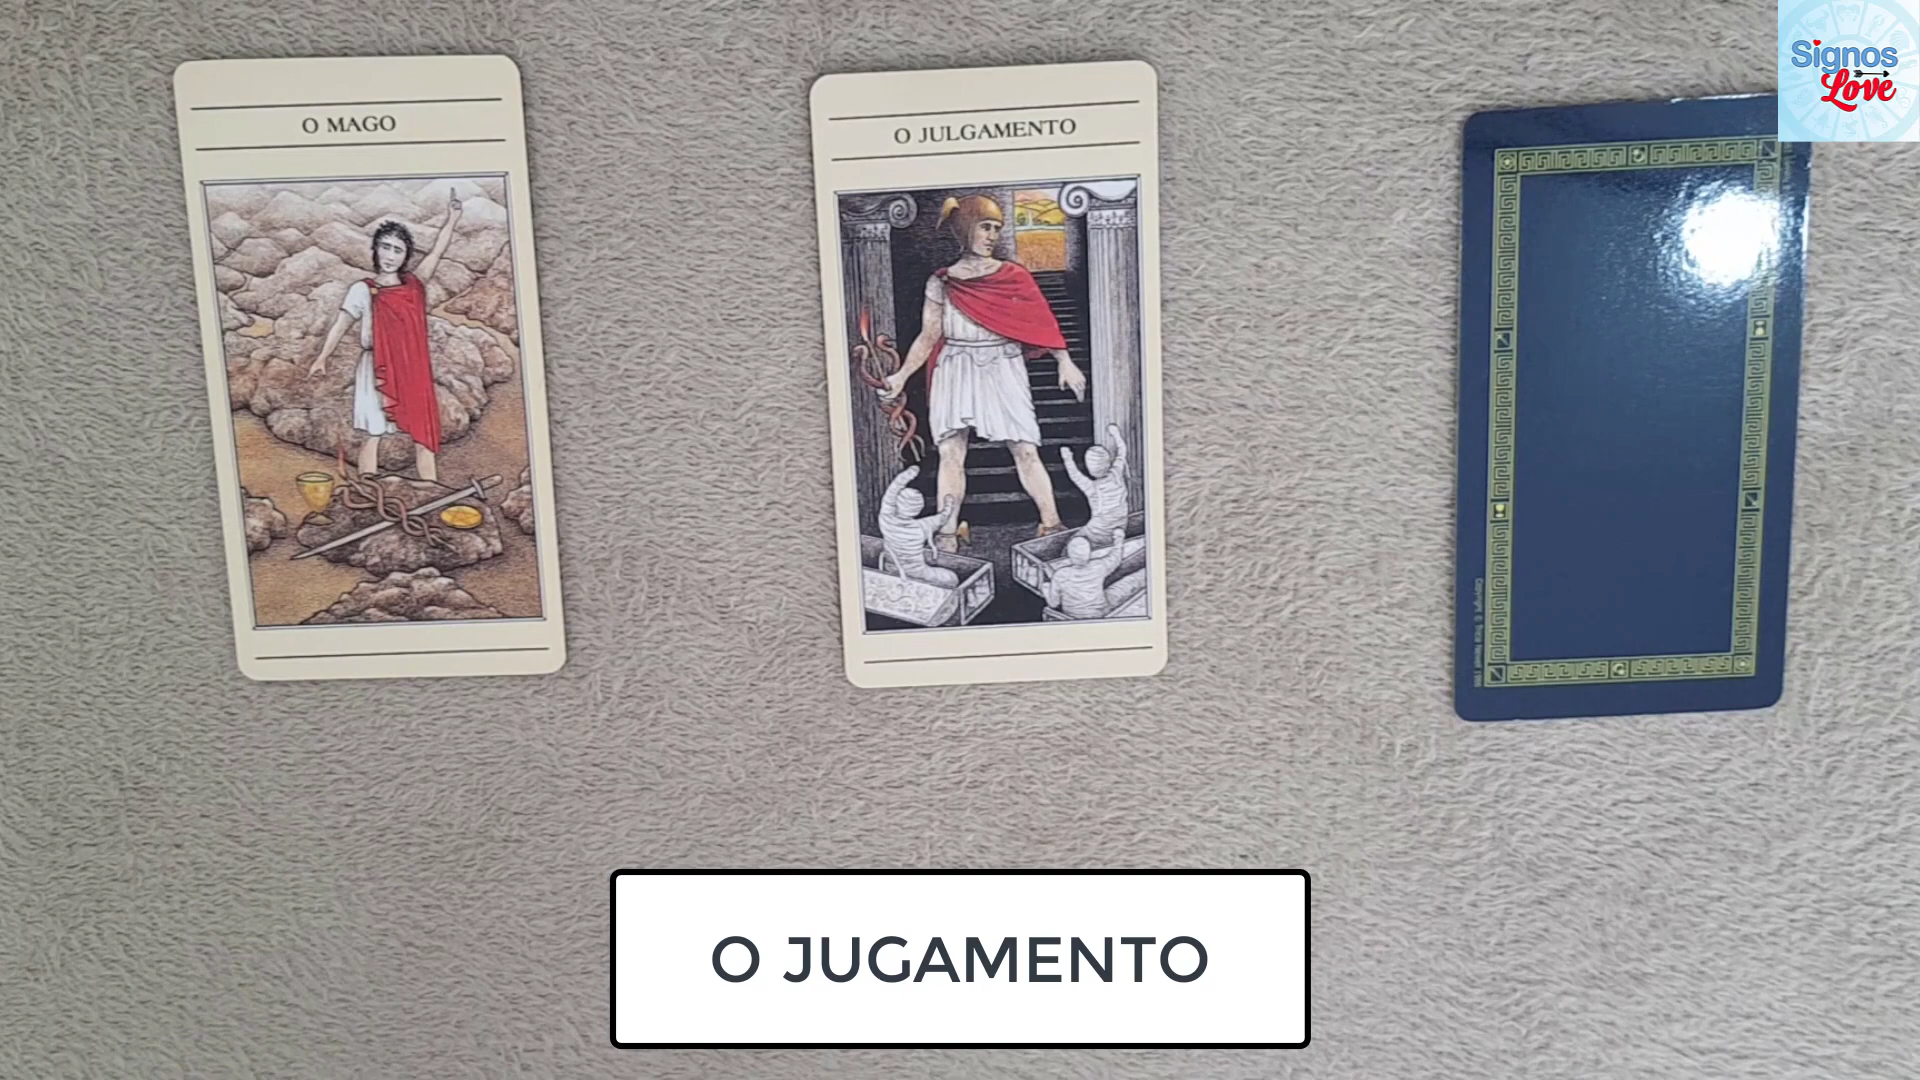 O MAGO
O JULGAMENTO
Signos
Love
O JUGAMENTO